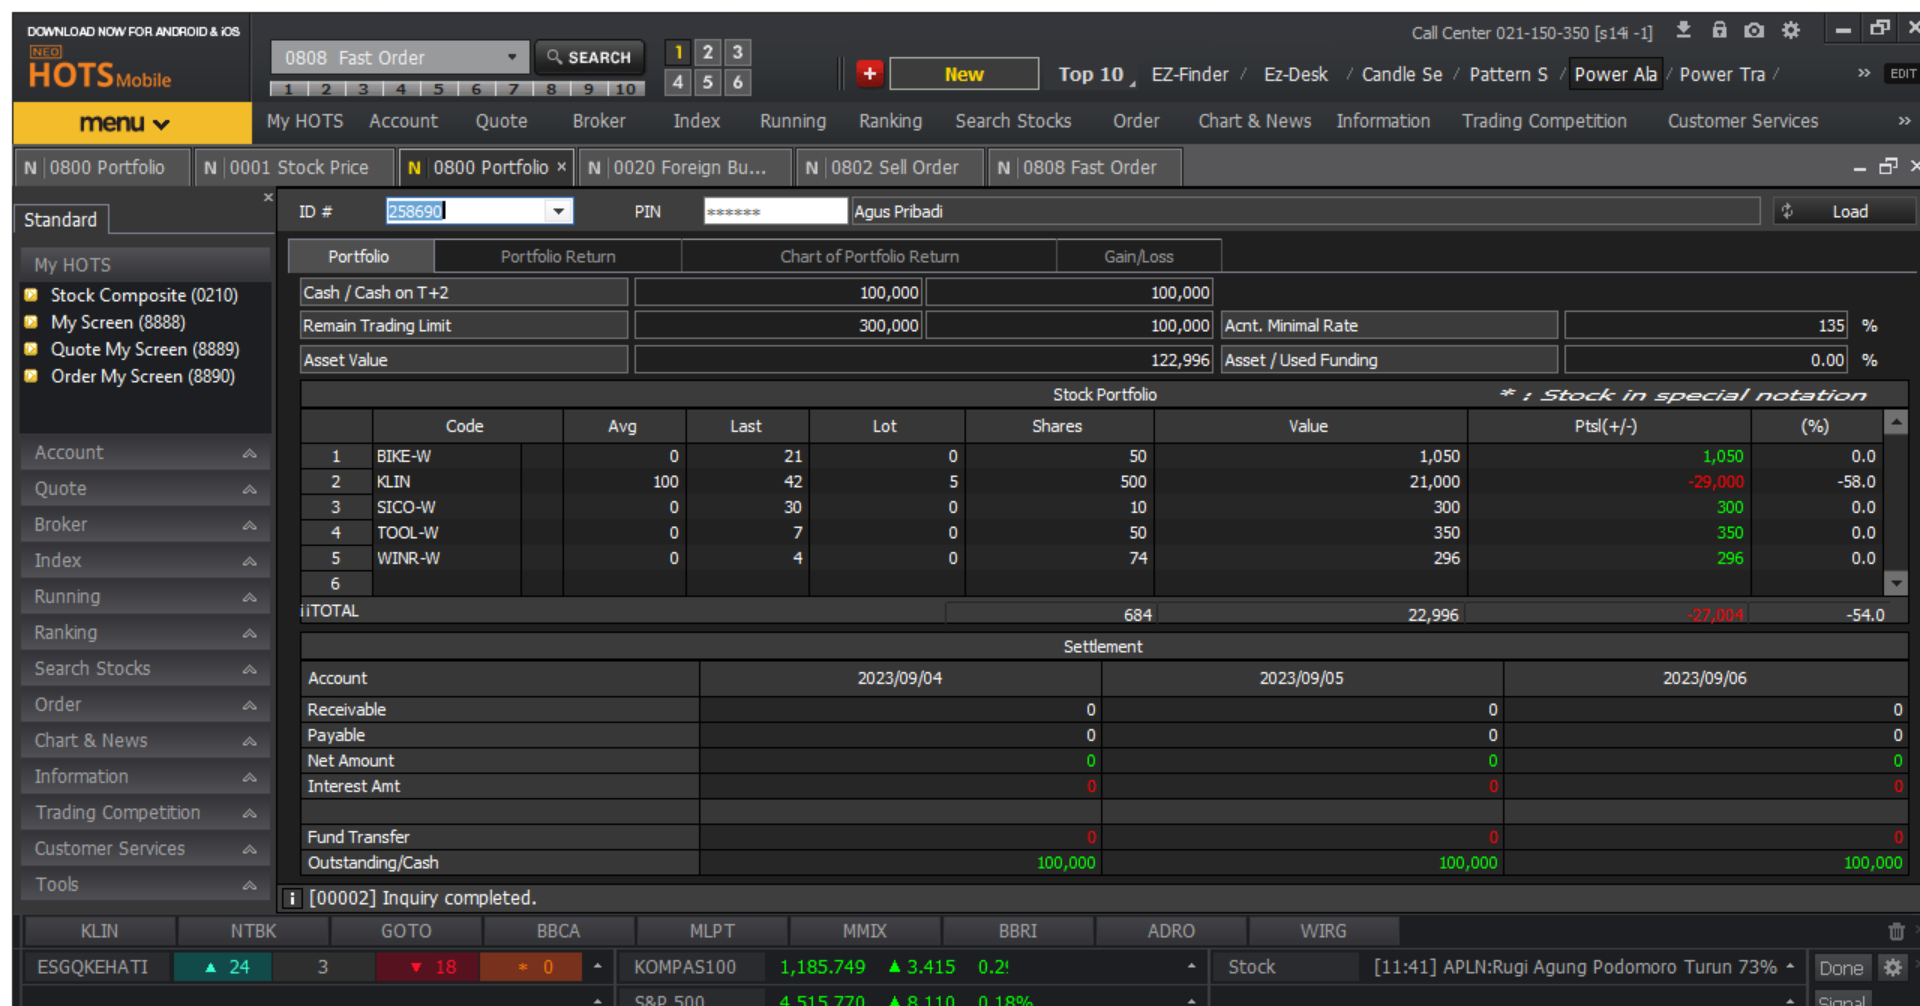 DOWNLOAD NOW FOR ANDROID & iOS
NEO
HOTS Mobile
0808 Fast Order
SEARCH
1 2 3 4 5 6 7 8 9 10
1 2 3
4 5 6
Call Center 021-150-350 [s14i -1]
New
Top 10
EZ-Finder / Ez-Desk / Candle Se / Pattern S / Power Ala / Power Tra /
» EDIT
menu
My HOTS Account Quote Broker Index Running Ranking Search Stocks Order Chart & News Information Trading Competition Customer Services »
N 0800 Portfolio
N 0001 Stock Price
N 0800 Portfolio ×
N 0020 Foreign Bu...
N 0802 Sell Order
N 0808 Fast Order
Standard
My HOTS
Stock Composite (0210)
My Screen (8888)
Quote My Screen (8889)
Order My Screen (8890)
Account
Quote
Broker
Index
Running
Ranking
Search Stocks
Order
Chart & News
Information
Trading Competition
Customer Services
Tools
ID # 258690 PIN ****** Agus Pribadi Load
Portfolio Portfolio Return Chart of Portfolio Return Gain/Loss
Cash / Cash on T+2 100,000 100,000
Remain Trading Limit 300,000 100,000 Acnt. Minimal Rate 135 %
Asset Value 122,996 Asset / Used Funding 0.00 %
Stock Portfolio * : Stock in special notation
Code Avg Last Lot Shares Value Ptsl(+/-) (%)
1 BIKE-W 0 21 0 50 1,050 1,050 0.0
2 KLIN 100 42 5 500 21,000 -29,000 -58.0
3 SICO-W 0 30 0 10 300 300 0.0
4 TOOL-W 0 7 0 50 350 350 0.0
5 WINR-W 0 4 0 74 296 296 0.0
6
iiTOTAL 684 22,996 -27,004 -54.0
Settlement
Account 2023/09/04 2023/09/05 2023/09/06
Receivable 0 0 0
Payable 0 0 0
Net Amount 0 0 0
Interest Amt 0 0 0
Fund Transfer 0 0 0
Outstanding/Cash 100,000 100,000 100,000
i [00002] Inquiry completed.
KLIN NTBK GOTO BBCA MLPT MMIX BBRI ADRO WIRG
ESGQKEHATI ▲ 24 3 ▼ 18 * 0 KOMPAS100 1,185.749 ▲ 3.415 0.2 Stock [11:41] APLN:Rugi Agung Podomoro Turun 73% Done
S&P 500 4,515.770 ▲ 8.110 0.18% Signal